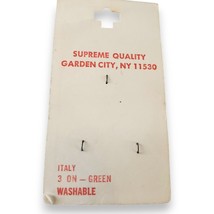 SUPREME QUALITY
GARDEN CITY, NY 11530
ITALY
3 ON — GREEN
WASHABLE